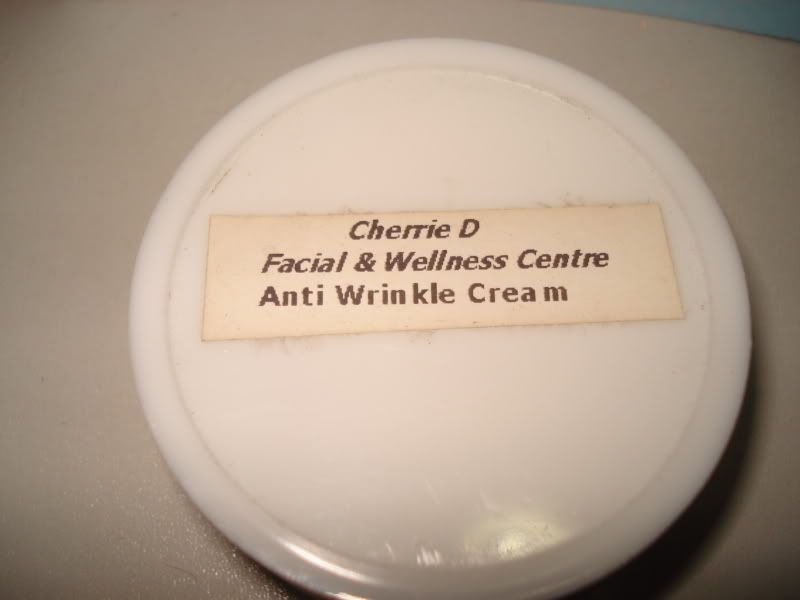 Cherrie D
Facial & Wellness Centre
Anti Wrinkle Cream